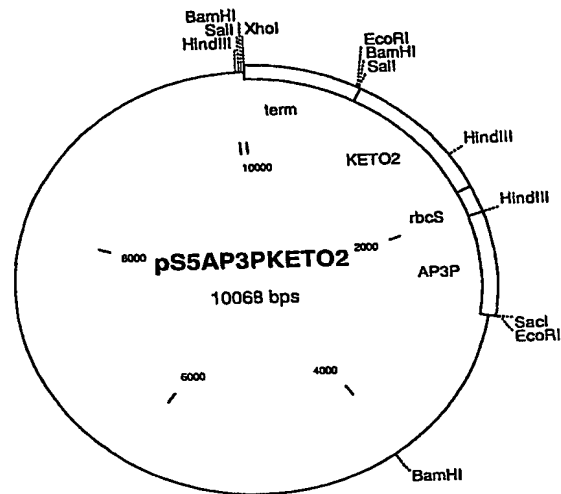 BamHI
SalI XhoI
HindIII
EcoRI
BamHI
SalI
term
HindIII
KETO2
10000
HindIII
rbcS
8000
pS5AP3PKETO2
2000
AP3P
10068 bps
SacI
EcoRI
6000
4000
BamHI